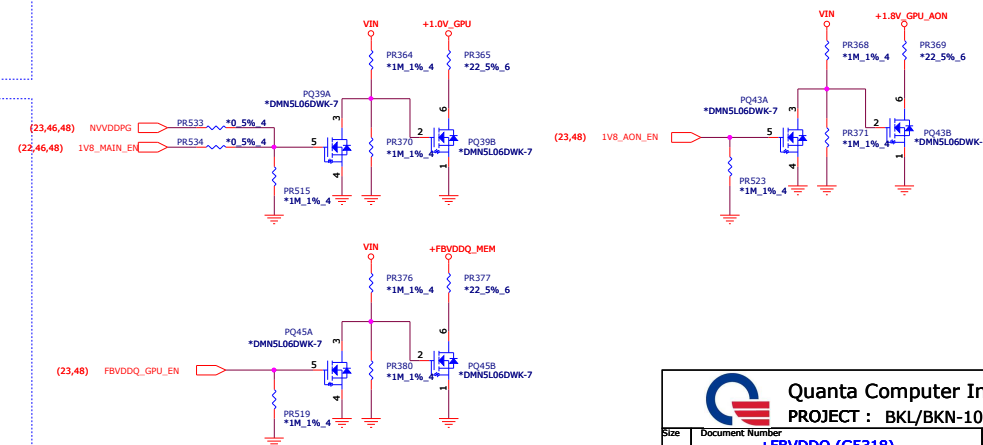 VIN
+1.0V_GPU
PR364
*1M_1%_4
PR365
*22_5%_6
PQ39A
*DMN5L06DWK-7
3
6
(23,46,48)
NVVDDPG
PR533
*0_5%_4
(22,46,48)
1V8_MAIN_EN
PR534
*0_5%_4
5
2
4
1
PR370
*1M_1%_4
PQ39B
*DMN5L06DWK-7
PR515
*1M_1%_4
VIN
+1.8V_GPU_AON
PR368
*1M_1%_4
PR369
*22_5%_6
PQ43A
*DMN5L06DWK-7
3
6
(23,48)
1V8_AON_EN
5
2
4
1
PR371
*1M_1%_4
PQ43B
*DMN5L06DWK-
PR523
*1M_1%_4
VIN
+FBVDDQ_MEM
PR376
*1M_1%_4
PR377
*22_5%_6
PQ45A
*DMN5L06DWK-7
3
6
(23,48)
FBVDDQ_GPU_EN
5
2
4
1
PR380
*1M_1%_4
PQ45B
*DMN5L06DWK-7
PR519
*1M_1%_4
Quanta Computer In
PROJECT : BKL/BKN-10
Size
Document Number